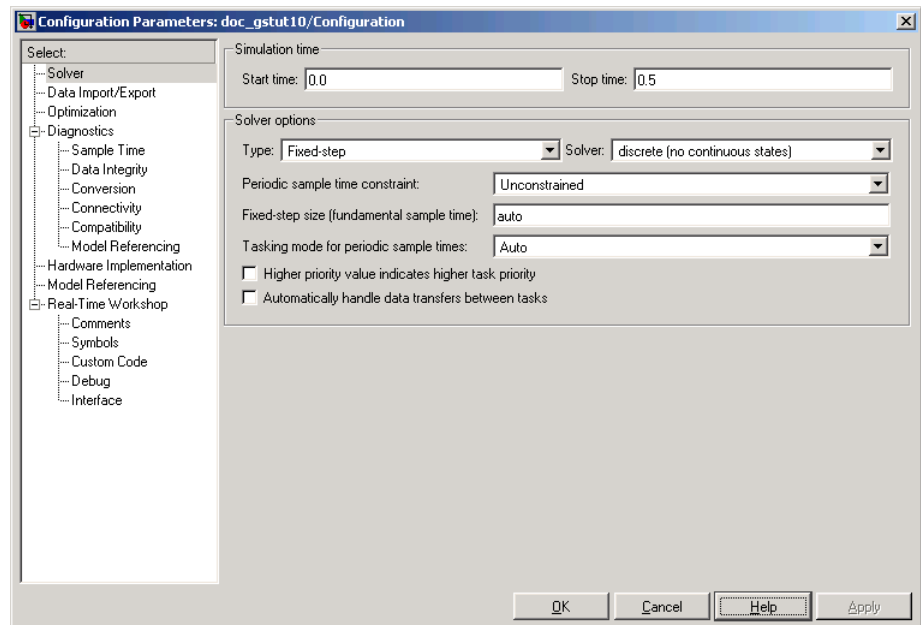 Configuration Parameters: doc_gstut10/Configuration
Select:
Solver
Data Import/Export
Optimization
Diagnostics
Sample Time
Data Integrity
Conversion
Connectivity
Compatibility
Model Referencing
Hardware Implementation
Model Referencing
Real-Time Workshop
Comments
Symbols
Custom Code
Debug
Interface
Simulation time
Start time: 0.0 Stop time: 0.5
Solver options
Type: Fixed-step Solver: discrete (no continuous states)
Periodic sample time constraint: Unconstrained
Fixed-step size (fundamental sample time): auto
Tasking mode for periodic sample times: Auto
Higher priority value indicates higher task priority
Automatically handle data transfers between tasks
OK Cancel Help Apply